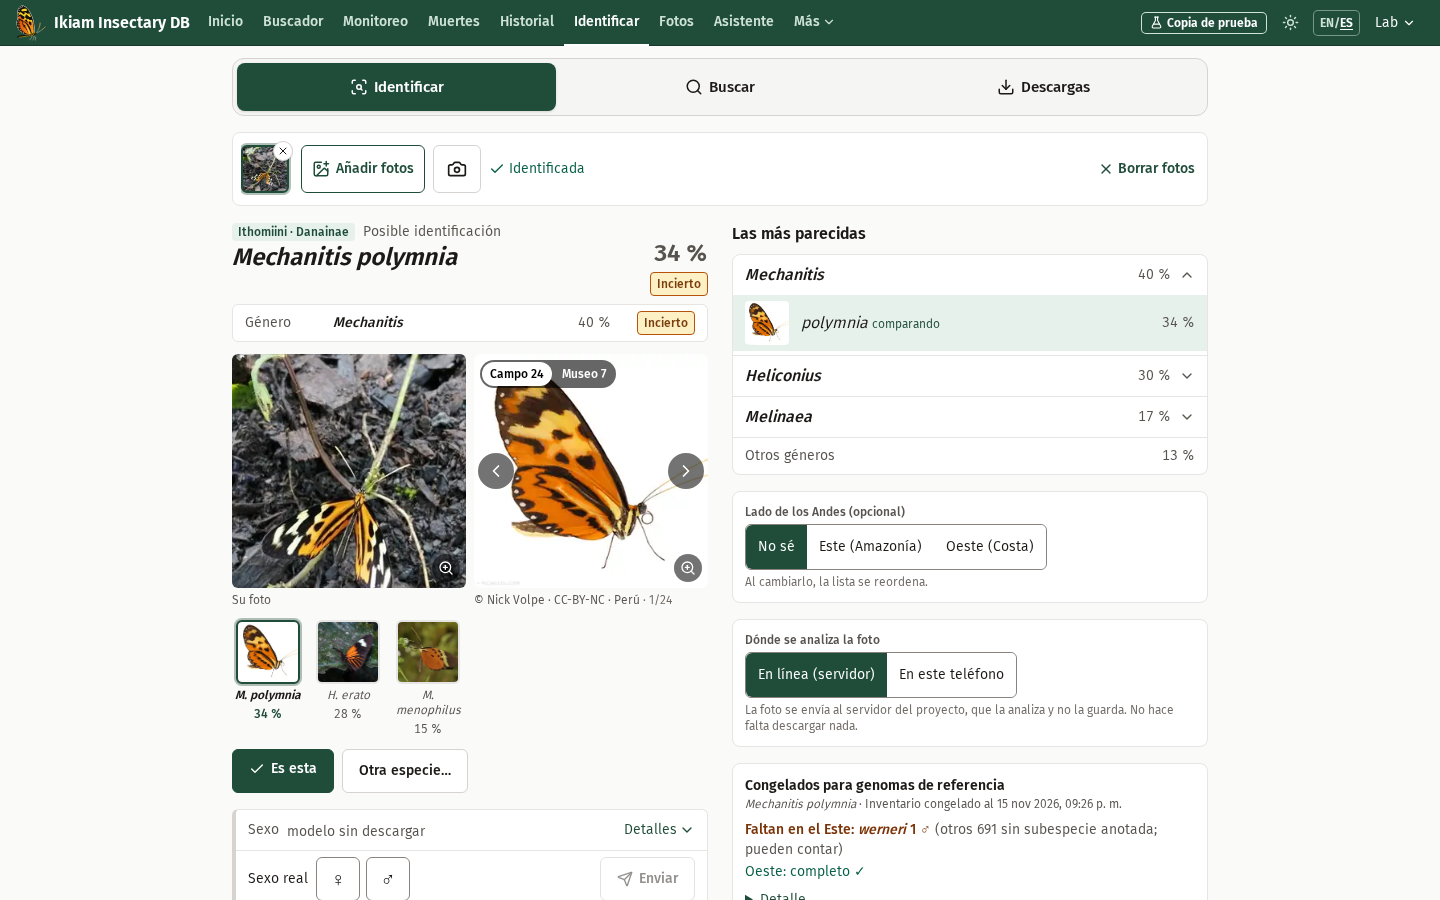 Ikiam Insectary DB
Inicio
Buscador
Monitoreo
Muertes
Historial
Identificar
Fotos
Asistente
Más
Copia de prueba
EN/ES
Lab
Identificar
Buscar
Descargas
Añadir fotos
Identificada
Borrar fotos
Ithomiini · Danainae
Posible identificación
Mechanitis polymnia
34 %
Incierto
Género
Mechanitis
40 %
Incierto
Campo 24
Museo 7
Su foto
© Nick Volpe · CC-BY-NC · Perú · 1/24
M. polymnia
34 %
H. erato
28 %
M. menophilus
15 %
Es esta
Otra especie...
Sexo
modelo sin descargar
Detalles
Sexo real
♀
♂
Enviar
Las más parecidas
Mechanitis
40 %
polymnia comparando
34 %
Heliconius
30 %
Melinaea
17 %
Otros géneros
13 %
Lado de los Andes (opcional)
No sé
Este (Amazonía)
Oeste (Costa)
Al cambiarlo, la lista se reordena.
Dónde se analiza la foto
En línea (servidor)
En este teléfono
La foto se envía al servidor del proyecto, que la analiza y no la guarda. No hace
falta descargar nada.
Congelados para genomas de referencia
Mechanitis polymnia · Inventario congelado al 15 nov 2026, 09:26 p. m.
Faltan en el Este: werneri 1 ♂ (otros 691 sin subespecie anotada;
pueden contar)
Oeste: completo ✓
Detalle